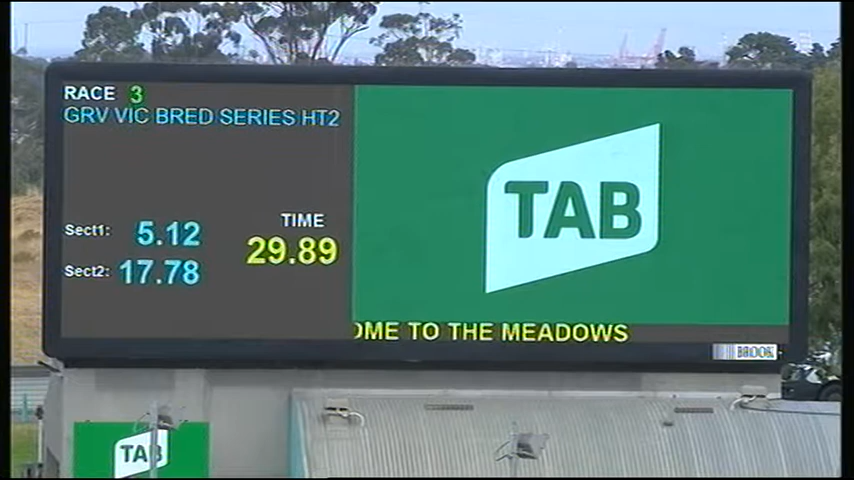 RACE 3
GRV VIC BRED SERIES HT2
Sect1: 5.12
Sect2: 17.78
TIME
29.89
TAB
OME TO THE MEADOWS
BROOK
TAB